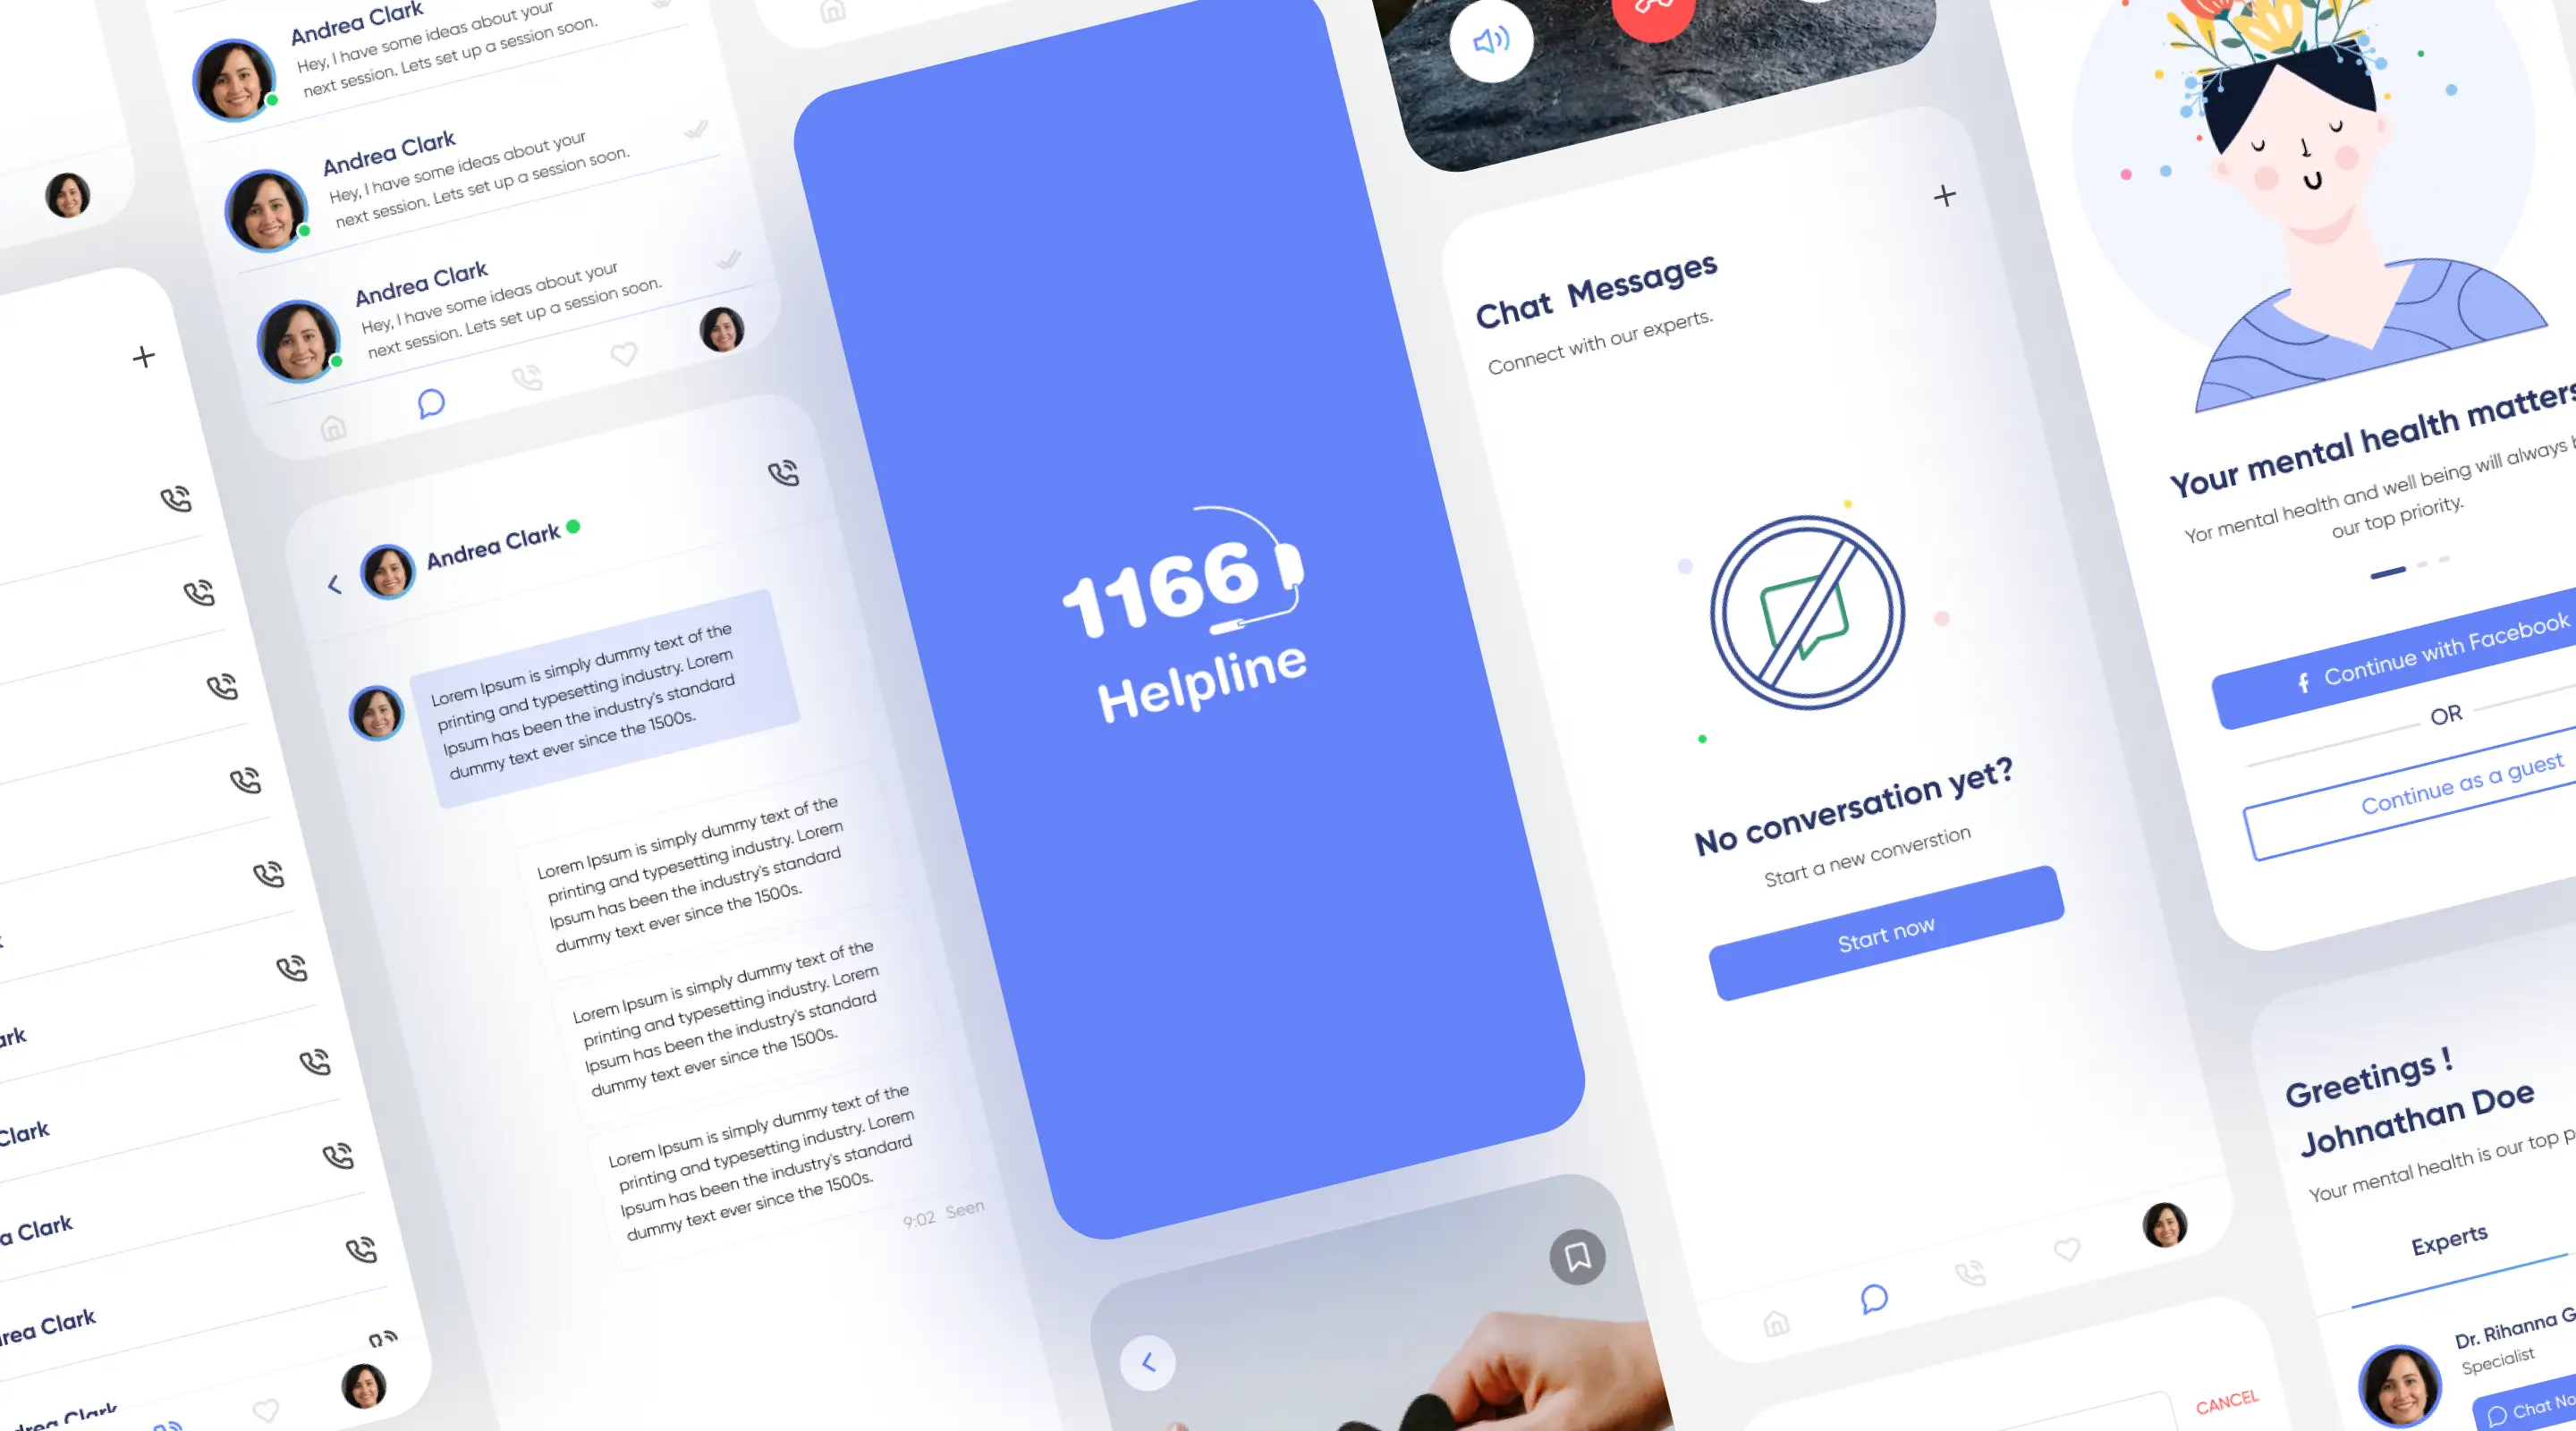 Andrea Clark
Hey, I have some ideas about your
next session. Lets set up a session soon.
Andrea Clark
Hey, I have some ideas about your
next session. Lets set up a session soon.
Andrea Clark
Hey, I have some ideas about your
next session. Lets set up a session soon.
Andrea Clark
Lorem Ipsum is simply dummy text of the
printing and typesetting industry. Lorem
Ipsum has been the industry's standard
dummy text ever since the 1500s.
Lorem Ipsum is simply dummy text of the
printing and typesetting industry. Lorem
Ipsum has been the industry's standard
dummy text ever since the 1500s.
Lorem Ipsum is simply dummy text of the
printing and typesetting industry. Lorem
Ipsum has been the industry's standard
dummy text ever since the 1500s.
Lorem Ipsum is simply dummy text of the
printing and typesetting industry. Lorem
Ipsum has been the industry's standard
dummy text ever since the 1500s.
9:02 Seen
ark
Clark
a Clark
rea Clark
drea Clark
1166
Helpline
Chat Messages
Connect with our experts.
No conversation yet?
Start a new converstion
Start now
CANCEL
Your mental health matters
Yor mental health and well being will always
our top priority.
Continue with Facebook
OR
Continue as a guest
Greetings !
Johnathan Doe
Your mental health is our top
Experts
Dr. Rihanna G
Specialist
Chat No